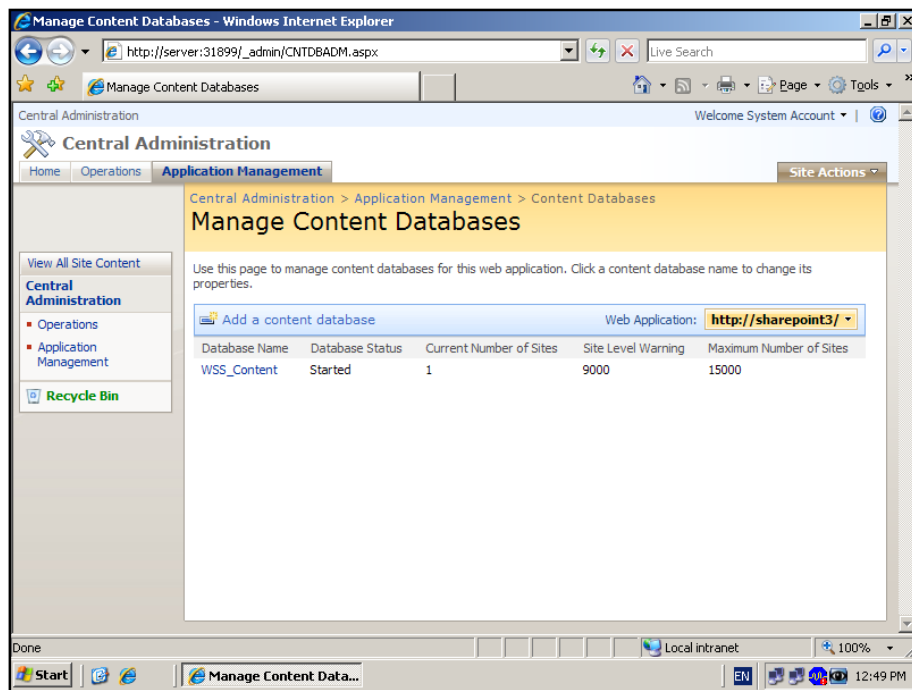 Manage Content Databases - Windows Internet Explorer
http://server:31899/_admin/CNTDBADM.aspx
Live Search
Manage Content Databases
Page
Tools
Central Administration
Welcome System Account
Central Administration
Home Operations Application Management
Site Actions
Central Administration > Application Management > Content Databases
Manage Content Databases
View All Site Content
Central Administration
Operations
Application Management
Recycle Bin
Use this page to manage content databases for this web application. Click a content database name to change its
properties.
Add a content database
Web Application: http://sharepoint3/
Database Name Database Status Current Number of Sites Site Level Warning Maximum Number of Sites
WSS_Content Started 1 9000 15000
Done
Local intranet
100%
Start
Manage Content Data...
EN
12:49 PM